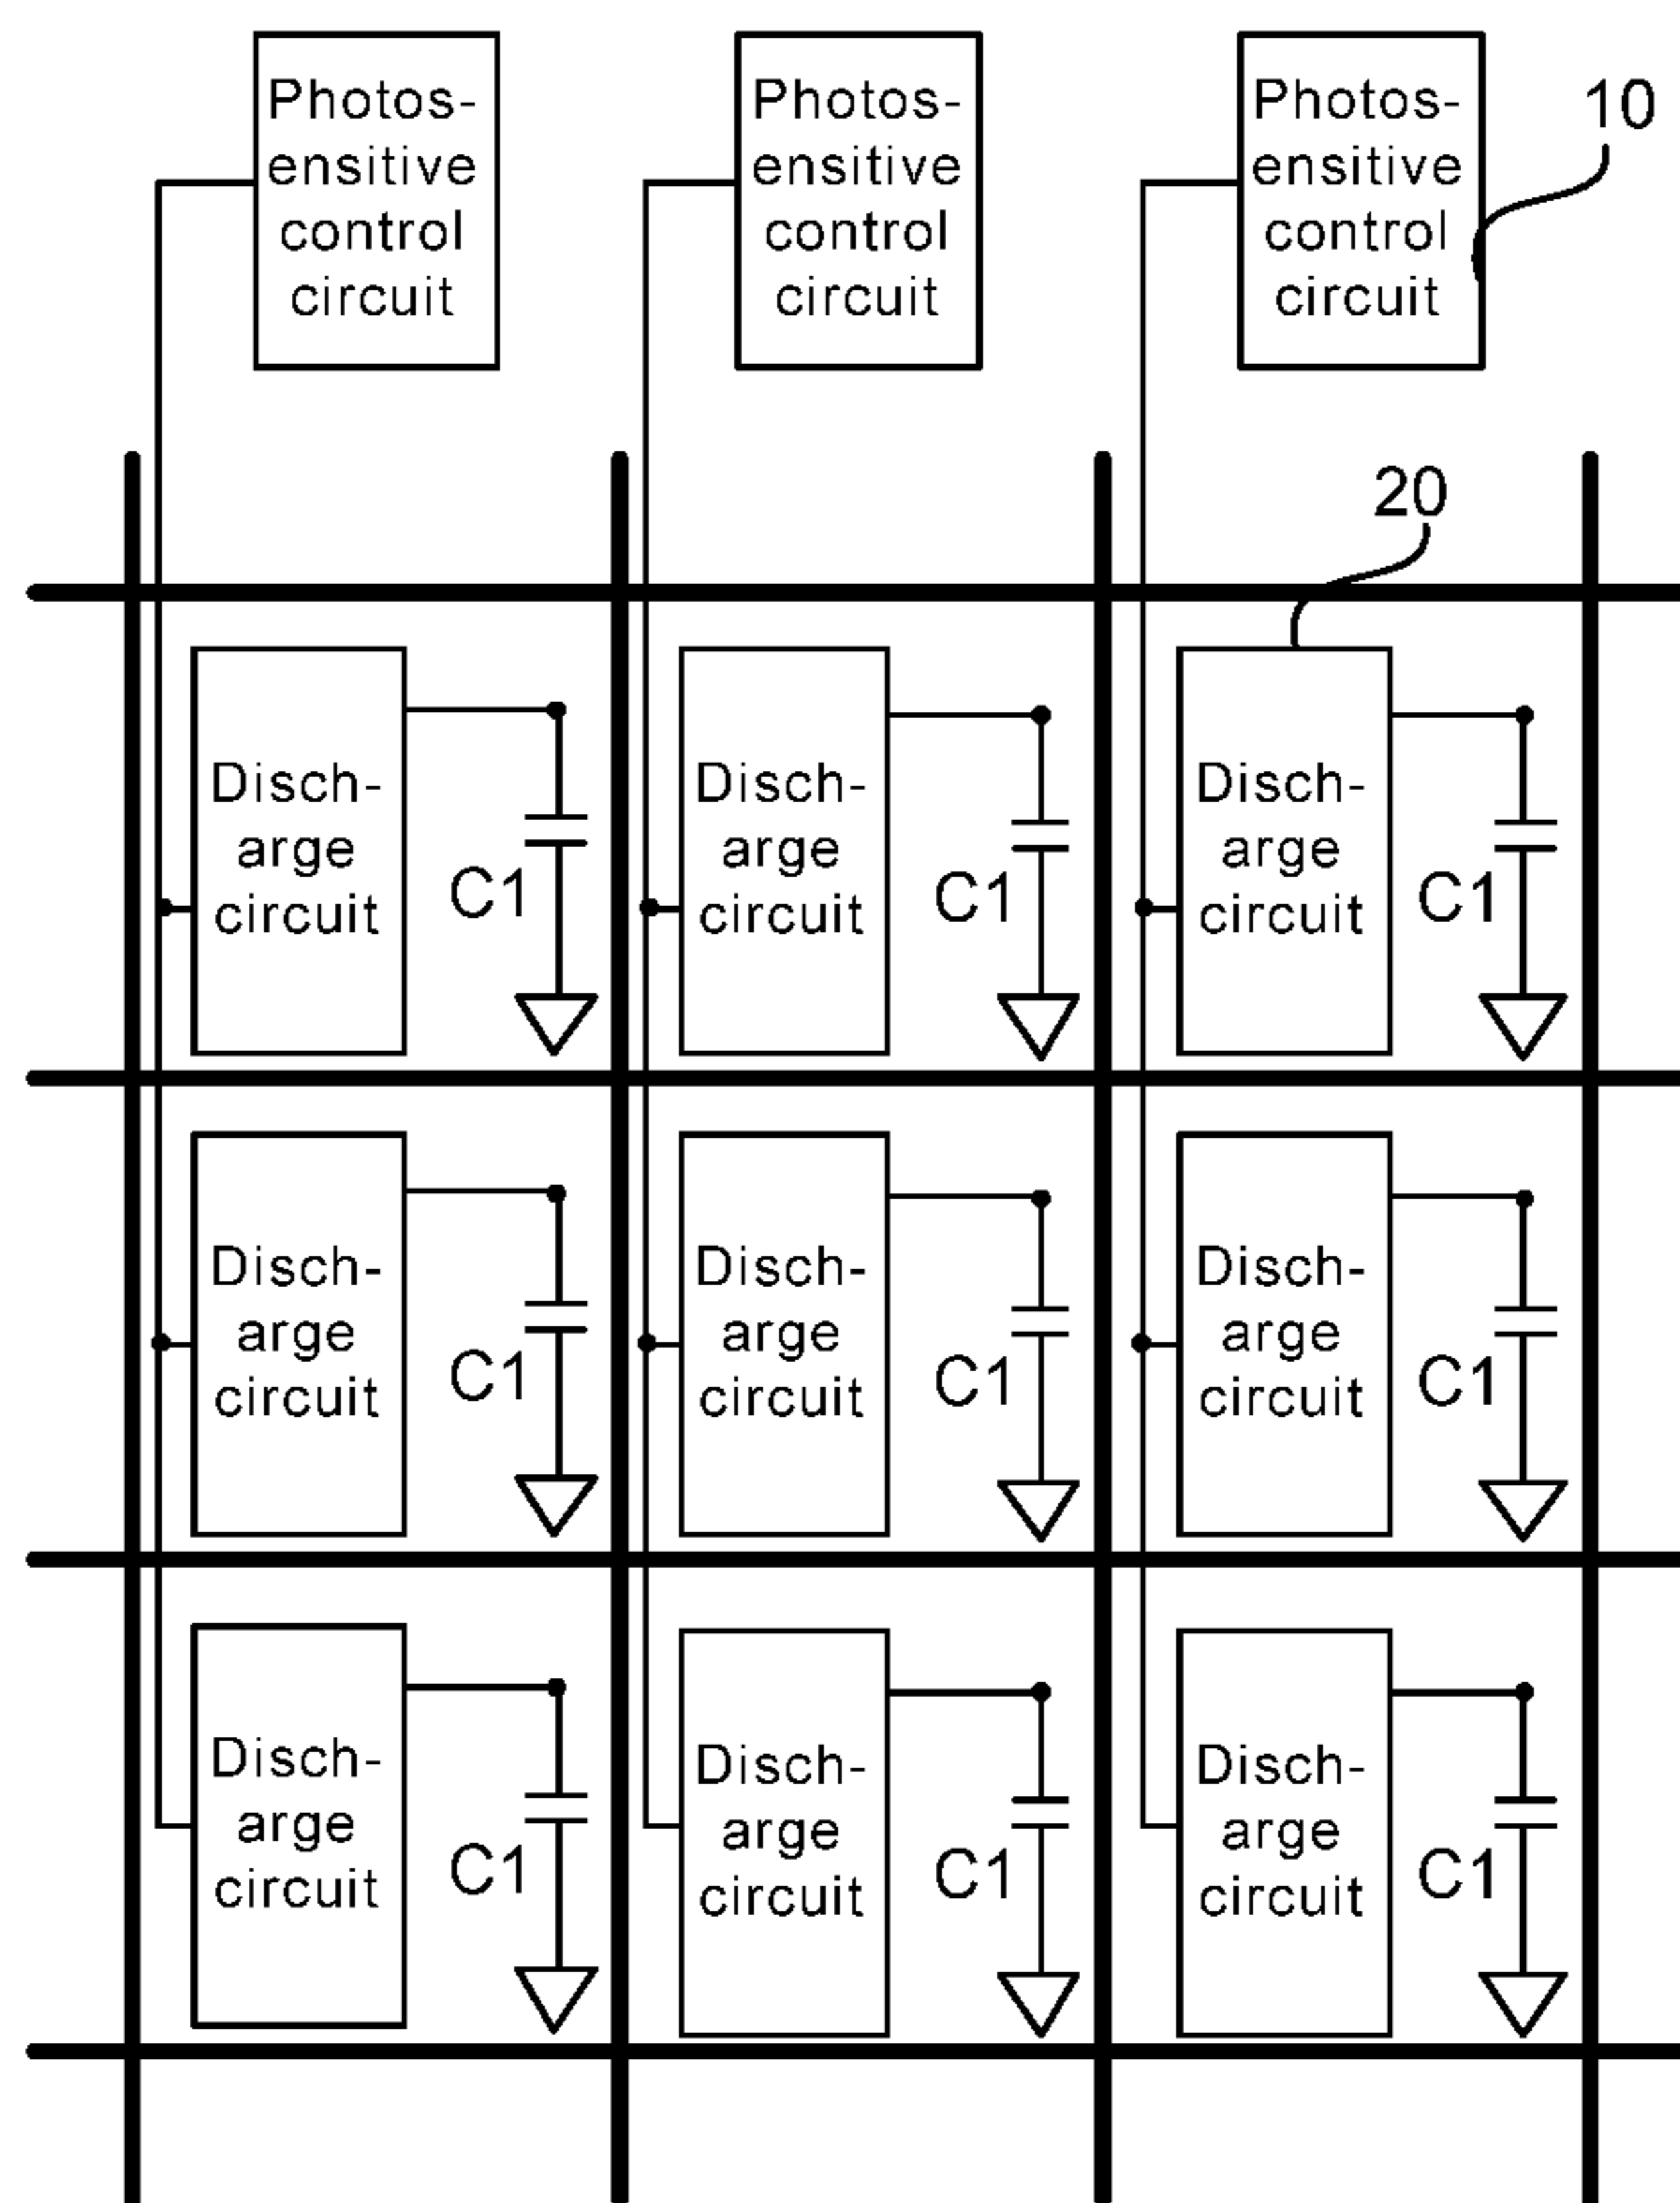 Photos-
ensitive
control
circuit
Photos-
ensitive
control
circuit
Photos-
ensitive
control
circuit
10
20
Disch-
arge
circuit
C1
Disch-
arge
circuit
C1
Disch-
arge
circuit
C1
Disch-
arge
circuit
C1
Disch-
arge
circuit
C1
Disch-
arge
circuit
C1
Disch-
arge
circuit
C1
Disch-
arge
circuit
C1
Disch-
arge
circuit
C1